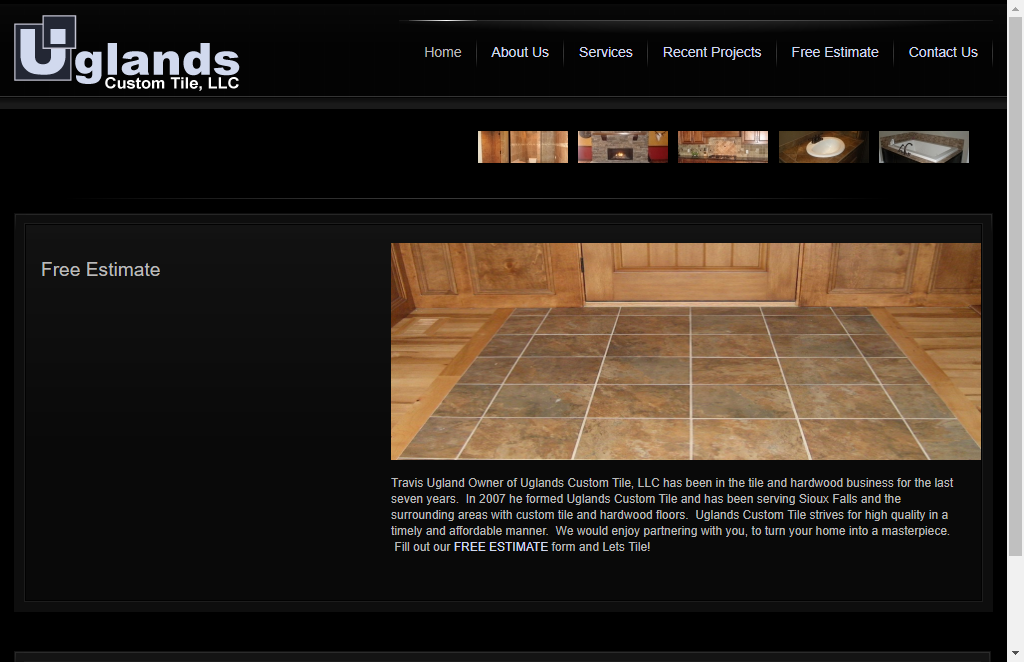 Uglands
Custom Tile, LLC
Home
About Us
Services
Recent Projects
Free Estimate
Contact Us
Free Estimate
Travis Ugland Owner of Uglands Custom Tile, LLC has been in the tile and hardwood business for the last
seven years.  In 2007 he formed Uglands Custom Tile and has been serving Sioux Falls and the
surrounding areas with custom tile and hardwood floors.  Uglands Custom Tile strives for high quality in a
timely and affordable manner.  We would enjoy partnering with you, to turn your home into a masterpiece.
Fill out our FREE ESTIMATE form and Lets Tile!